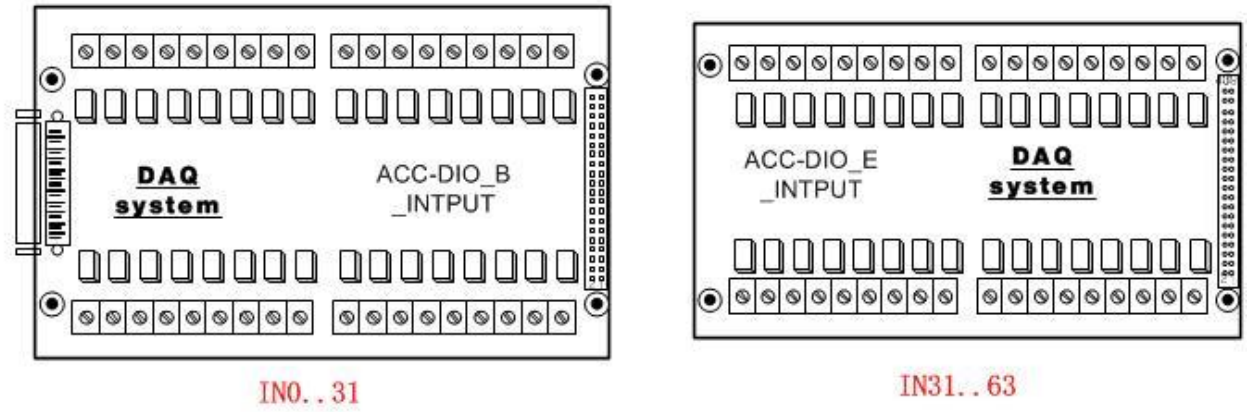 DAQ
system
ACC-DIO_B
_INTPUT
IN0..31
ACC-DIO_E
_INTPUT
DAQ
system
IN31..63